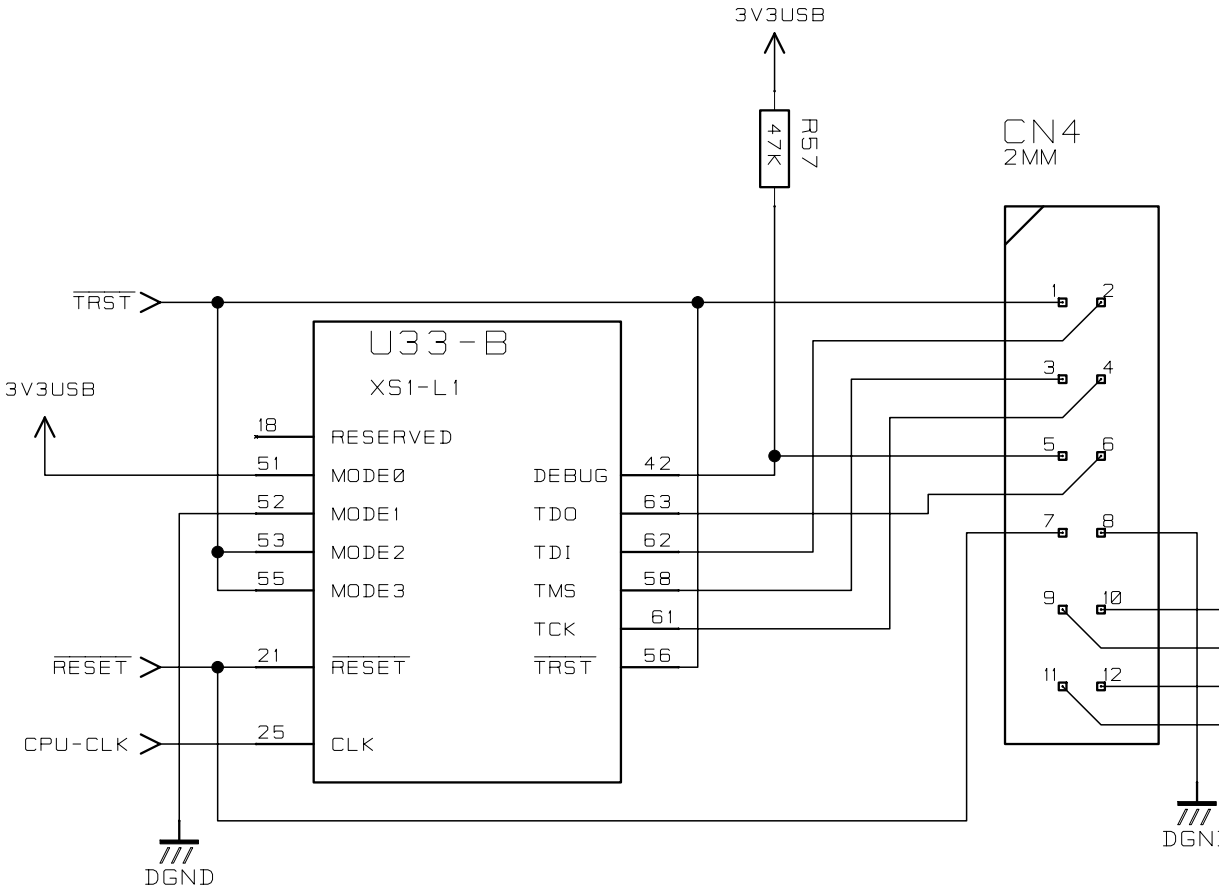 3V3USB
R57
47K
CN4
2MM
TRST
1
2
U33-B
XS1-L1
3
4
3V3USB
18
RESERVED
51
MODE0
DEBUG
42
5
6
52
MODE1
TDO
63
53
MODE2
TDI
62
7
8
55
MODE3
TMS
58
TCK
61
9
10
RESET
21
RESET
TRST
56
11
12
CPU-CLK
25
CLK
DGND
DGND